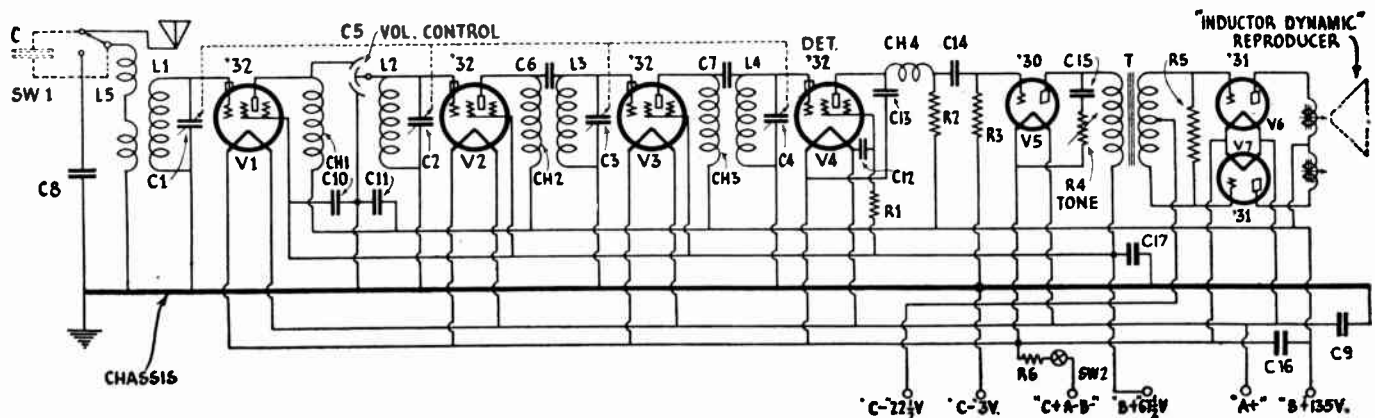 "INDUCTOR DYNAMIC"
REPRODUCER
C
C5 VOL. CONTROL
DET.
CH4
C14
SW 1
L5
L1
'32
L2
'32
C6
L3
'32
C7
L4
'32
C13
R2
R3
'30
C15
T
R5
'31
V6
V7
'31
C8
C1
V1
CH1
C10
C11
C2
V2
CH2
C3
V3
CH3
C4
V4
C12
R1
V5
R4
TONE
C17
CHASSIS
R6
SW2
C16
C9
"C-" 22½V
"C-" 3V.
"C+A-B-"
"B+" 67½V
"A+"
"B+" 135V.